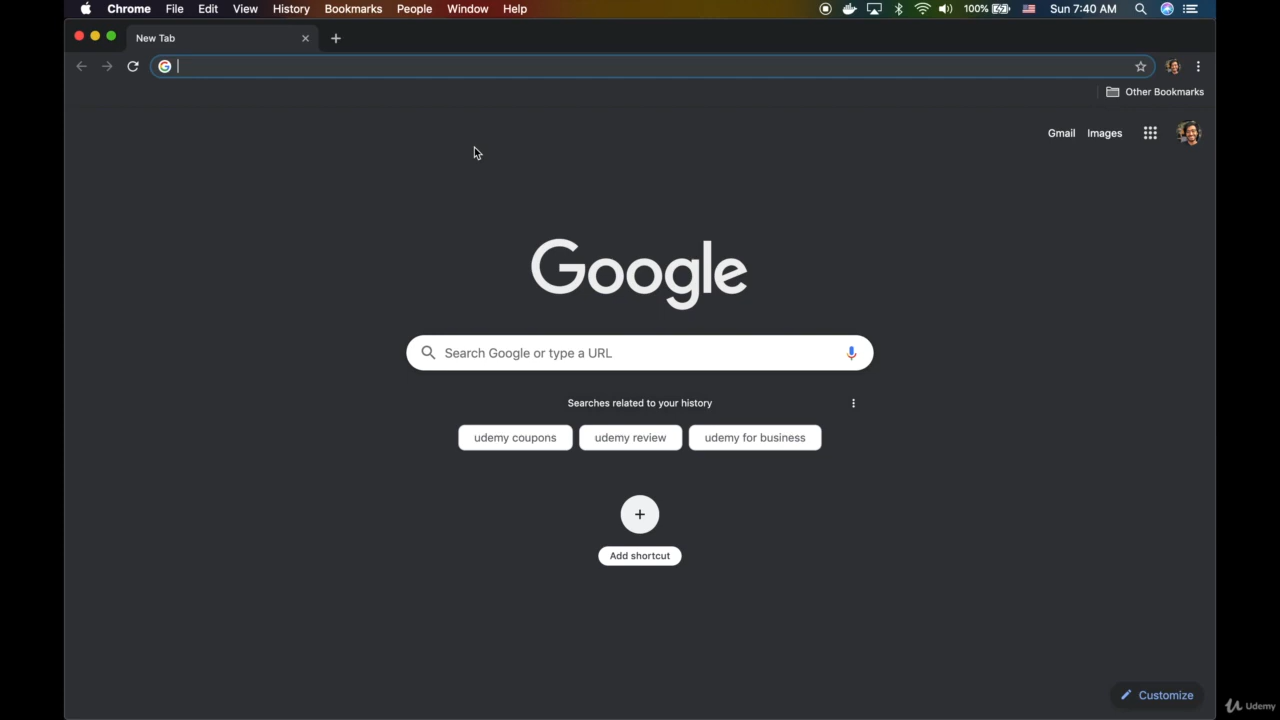 Chrome File Edit View History Bookmarks People Window Help 100% Sun 7:40 AM
New Tab
Other Bookmarks
Gmail Images
Google
Search Google or type a URL
Searches related to your history
udemy coupons udemy review udemy for business
Add shortcut
Customize
Udemy